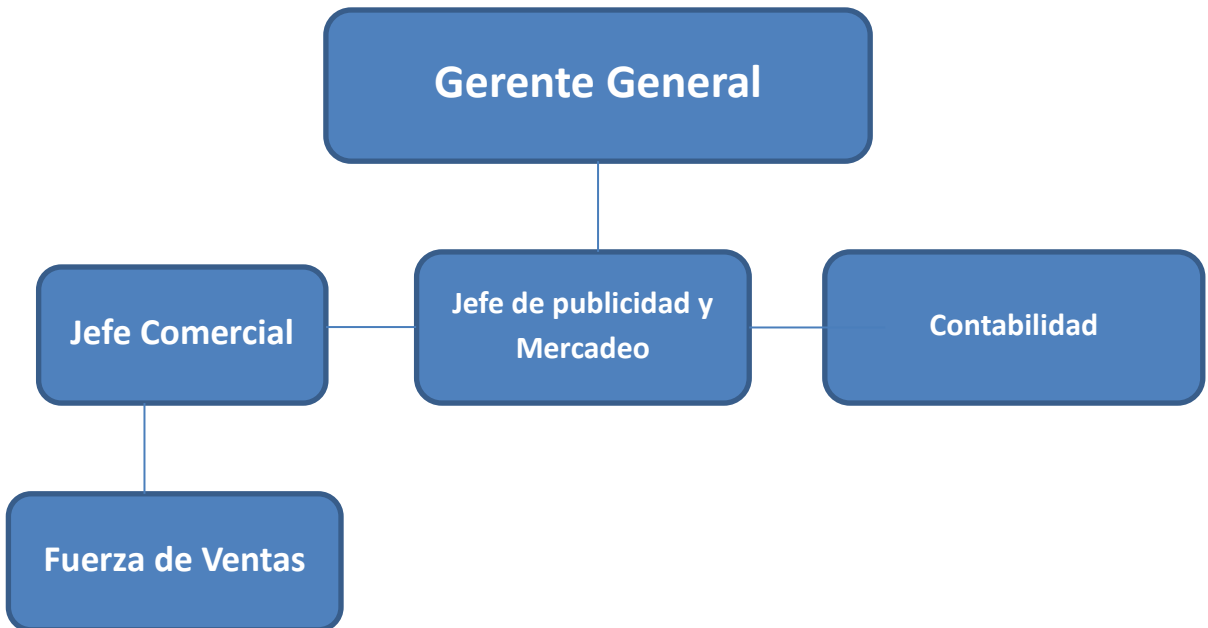 Gerente General
Jefe Comercial
Jefe de publicidad y
Mercadeo
Contabilidad
Fuerza de Ventas